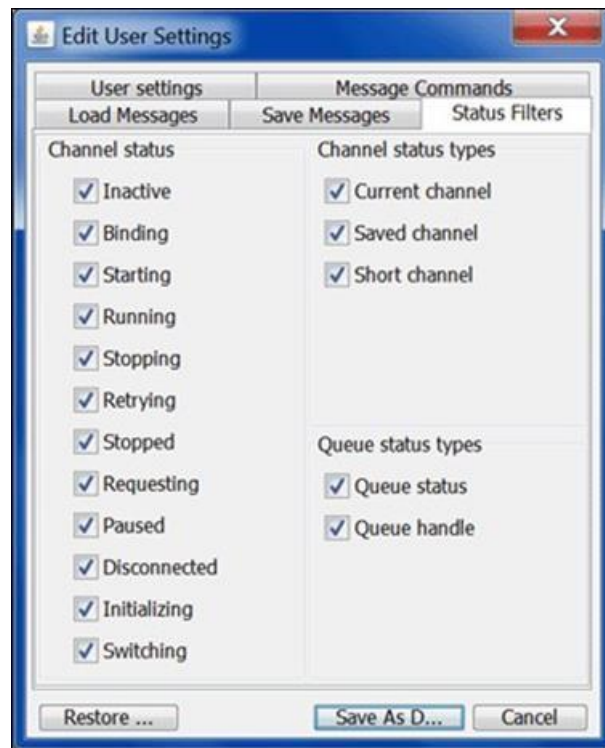 Edit User Settings
User settings
Message Commands
Load Messages
Save Messages
Status Filters
Channel status
Inactive
Binding
Starting
Running
Stopping
Retrying
Stopped
Requesting
Paused
Disconnected
Initializing
Switching
Channel status types
Current channel
Saved channel
Short channel
Queue status types
Queue status
Queue handle
Restore ...
Save As D...
Cancel